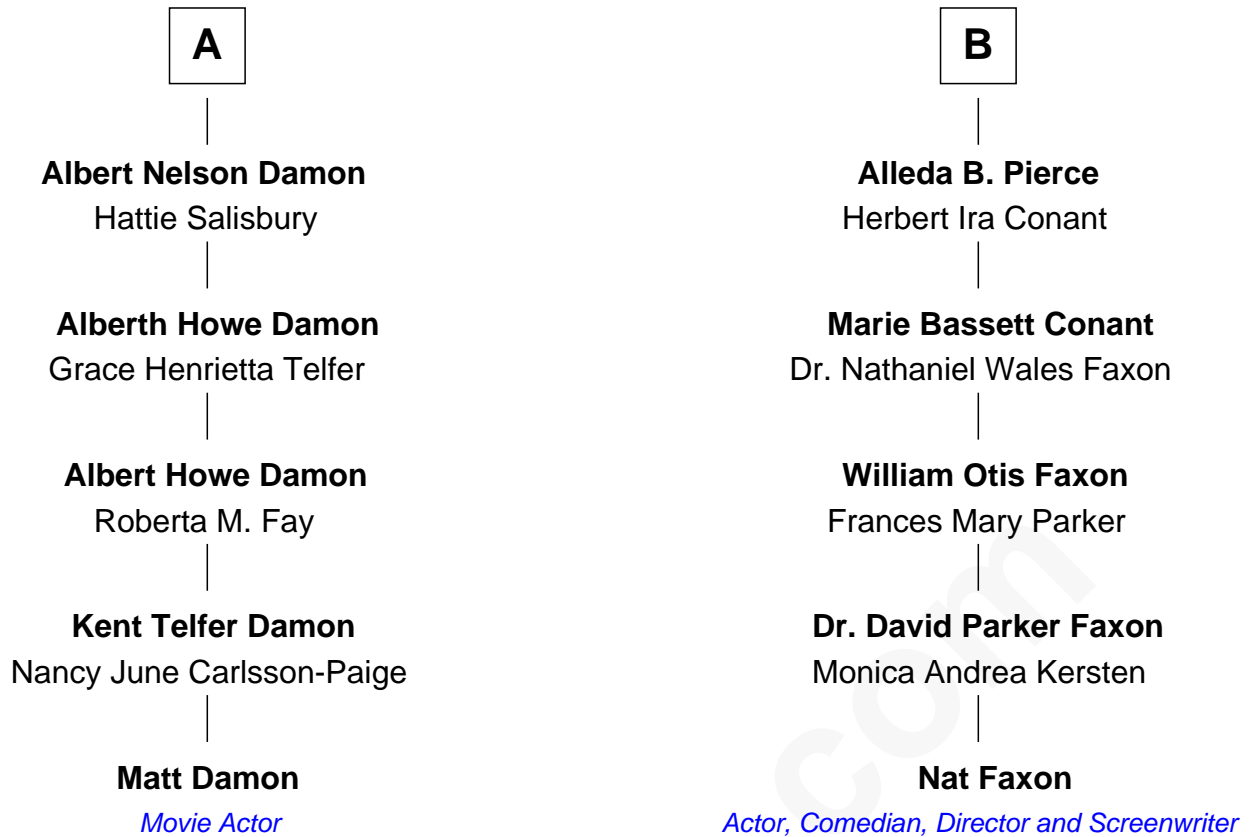 A
Albert Nelson Damon
Hattie Salisbury
Alberth Howe Damon
Grace Henrietta Telfer
Albert Howe Damon
Roberta M. Fay
Kent Telfer Damon
Nancy June Carlsson-Paige
Matt Damon
Movie Actor
B
Alleda B. Pierce
Herbert Ira Conant
Marie Bassett Conant
Dr. Nathaniel Wales Faxon
William Otis Faxon
Frances Mary Parker
Dr. David Parker Faxon
Monica Andrea Kersten
Nat Faxon
Actor, Comedian, Director and Screenwriter
com